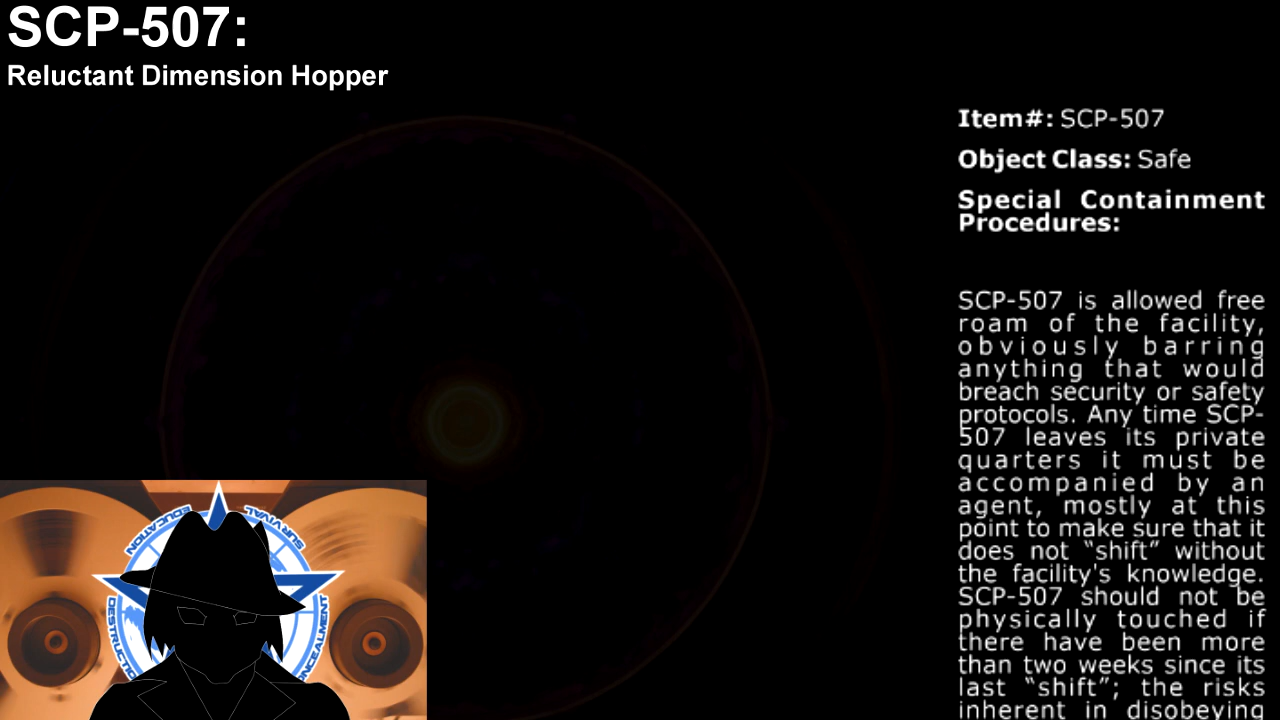 SCP-507:
Reluctant Dimension Hopper
Item#: SCP-507
Object Class: Safe
Special Containment
Procedures:
SCP-507 is allowed free
roam of the facility,
obviously barring
anything that would
breach security or safety
protocols. Any time SCP-
507 leaves its private
quarters it must be
accompanied by an
agent, mostly at this
point to make sure that it
does not “shift” without
the facility's knowledge.
SCP-507 should not be
physically touched if
there have been more
than two weeks since its
last “shift”; the risks
inherent in disobeying
EDUCATION
SURVIVAL